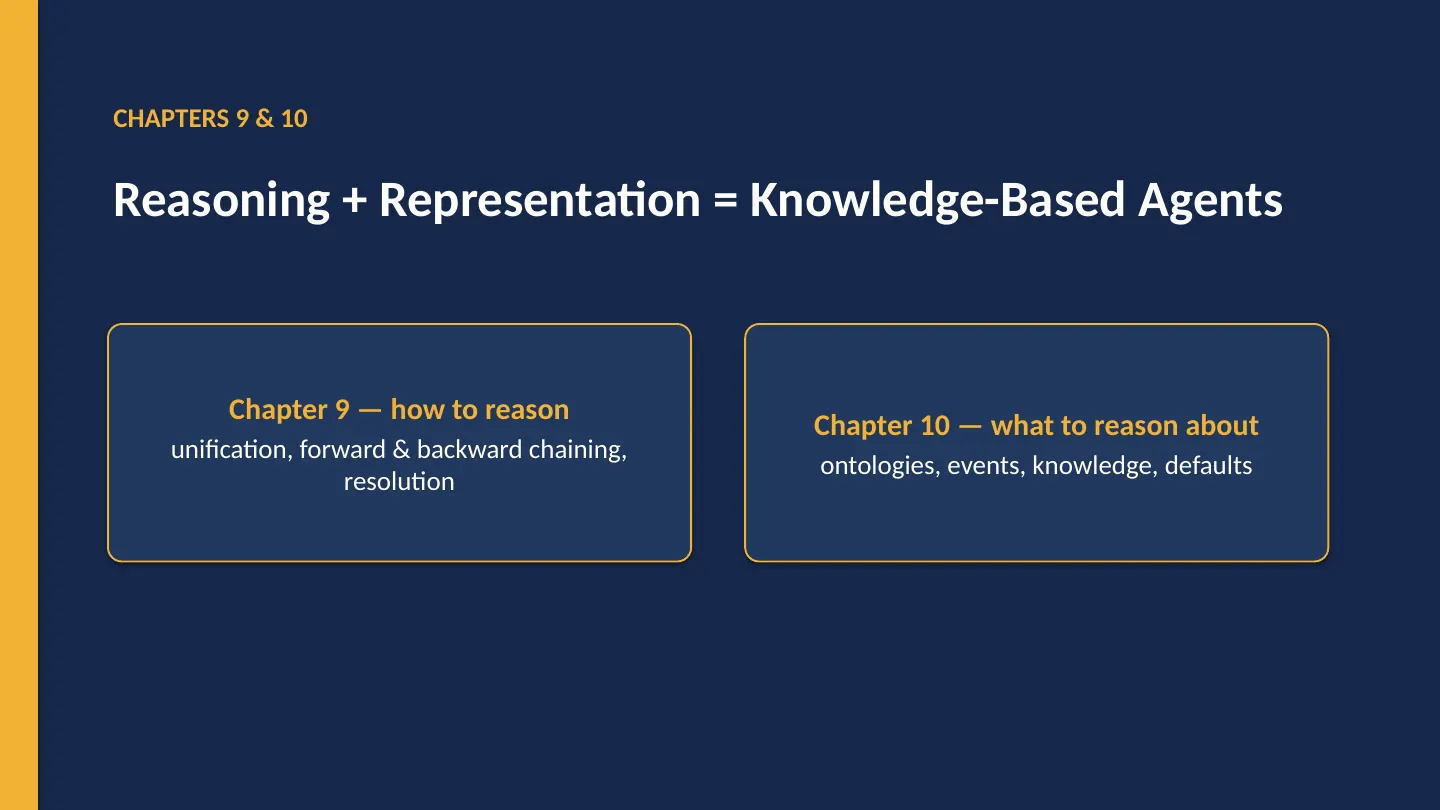 CHAPTERS 9 & 10
Reasoning + Representation = Knowledge-Based Agents
Chapter 9 — how to reason
unification, forward & backward chaining,
resolution
Chapter 10 — what to reason about
ontologies, events, knowledge, defaults